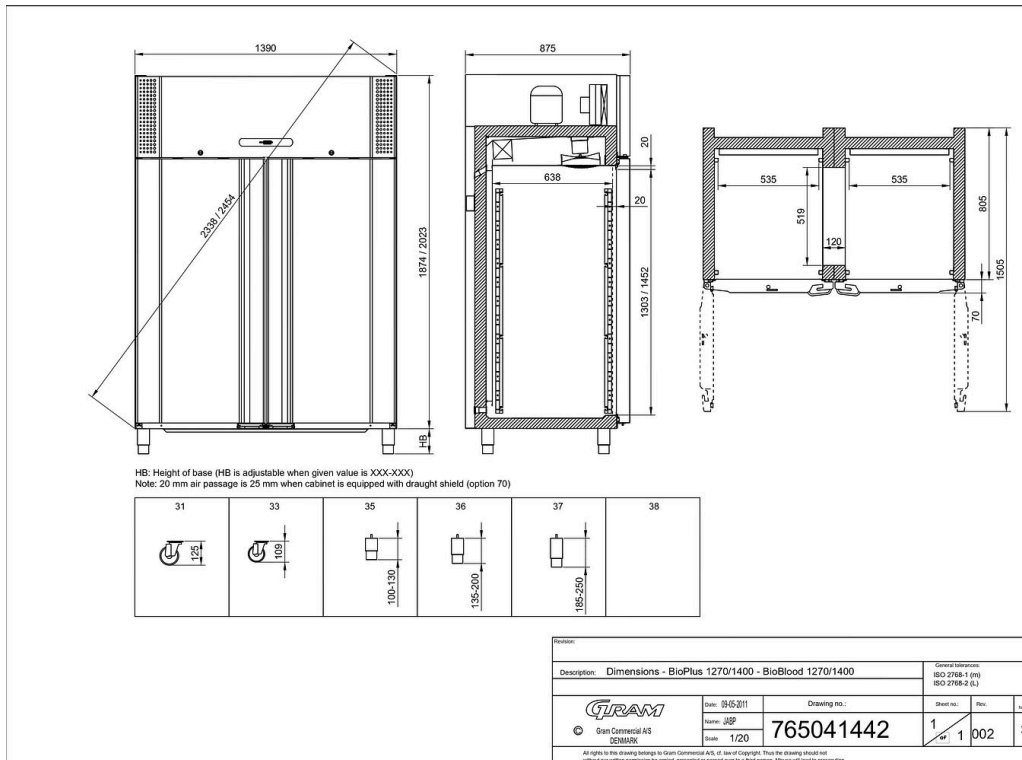 1390
875
2338 / 2454
1874 / 2023
HB
20
638
20
1303 / 1452
535
535
519
120
805
1505
70
HB: Height of base (HB is adjustable when given value is XXX-XXX)
Note: 20 mm air passage is 25 mm when cabinet is equipped with draught shield (option 70)
31 33 35 36 37 38
125 109 100-130 135-200 185-250
Revision:
Description: Dimensions - BioPlus 1270/1400 - BioBlood 1270/1400
General tolerances:
ISO 2768-1 (m)
ISO 2768-2 (L)
GRAM
© Gram Commercial A/S
DENMARK
Date: 09-05-2011
Name: JABP
Scale 1/20
Drawing no.:
765041442
Sheet no.:
1 OF 1
Rev.
002
All rights to this drawing belongs to Gram Commercial A/S, cf. law of Copyright. Thus the drawing should not